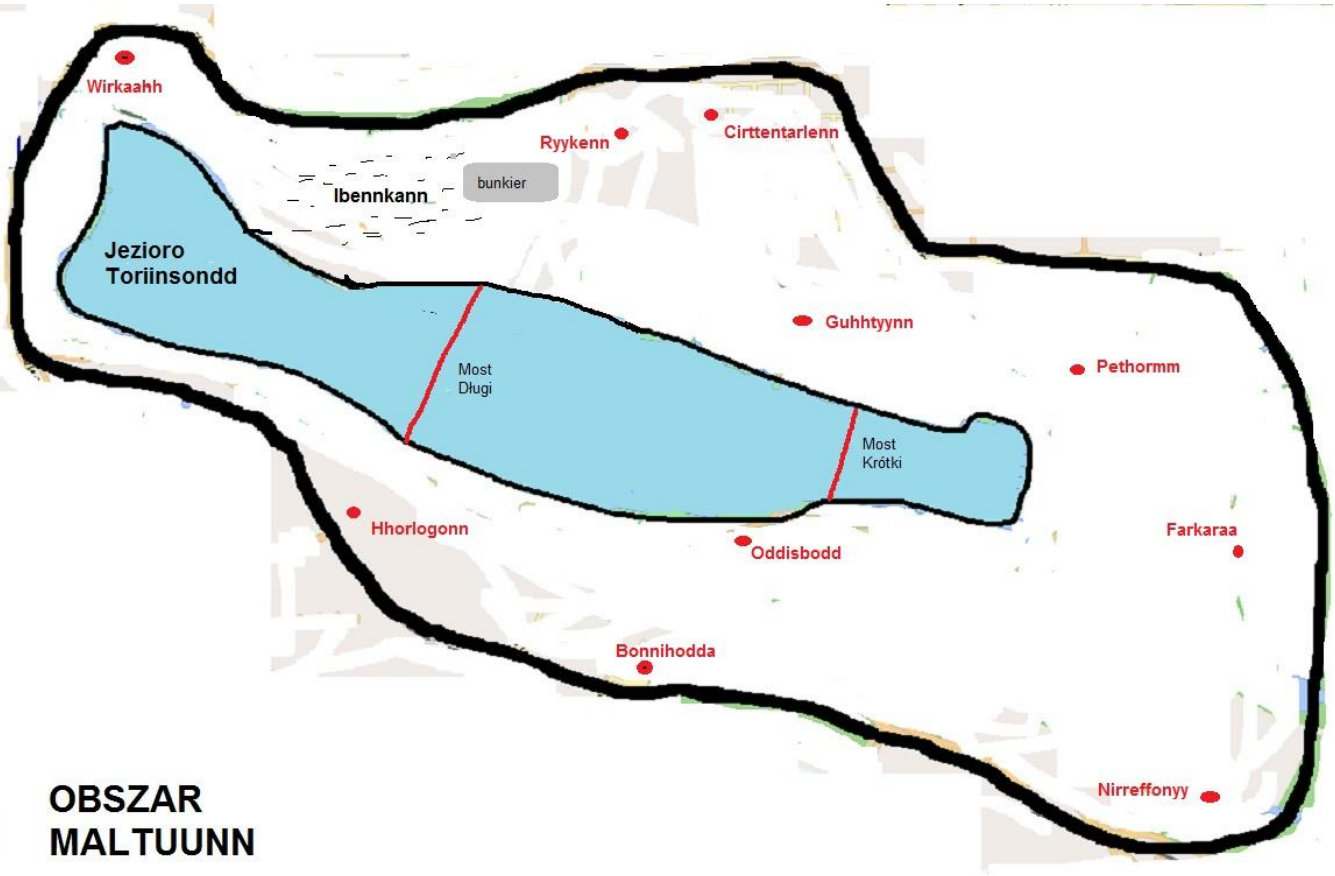 Wirkaahh
Ryykenn
Cirttentarlenn
Ibennkann
bunkier
Jezioro
Toriinsondd
Guhhtyynn
Pethormm
Most
Długi
Most
Krótki
Hhorlogonn
Oddisbodd
Farkaraa
Bonnihodda
Nirreffonyy
OBSZAR
MALTUUNN